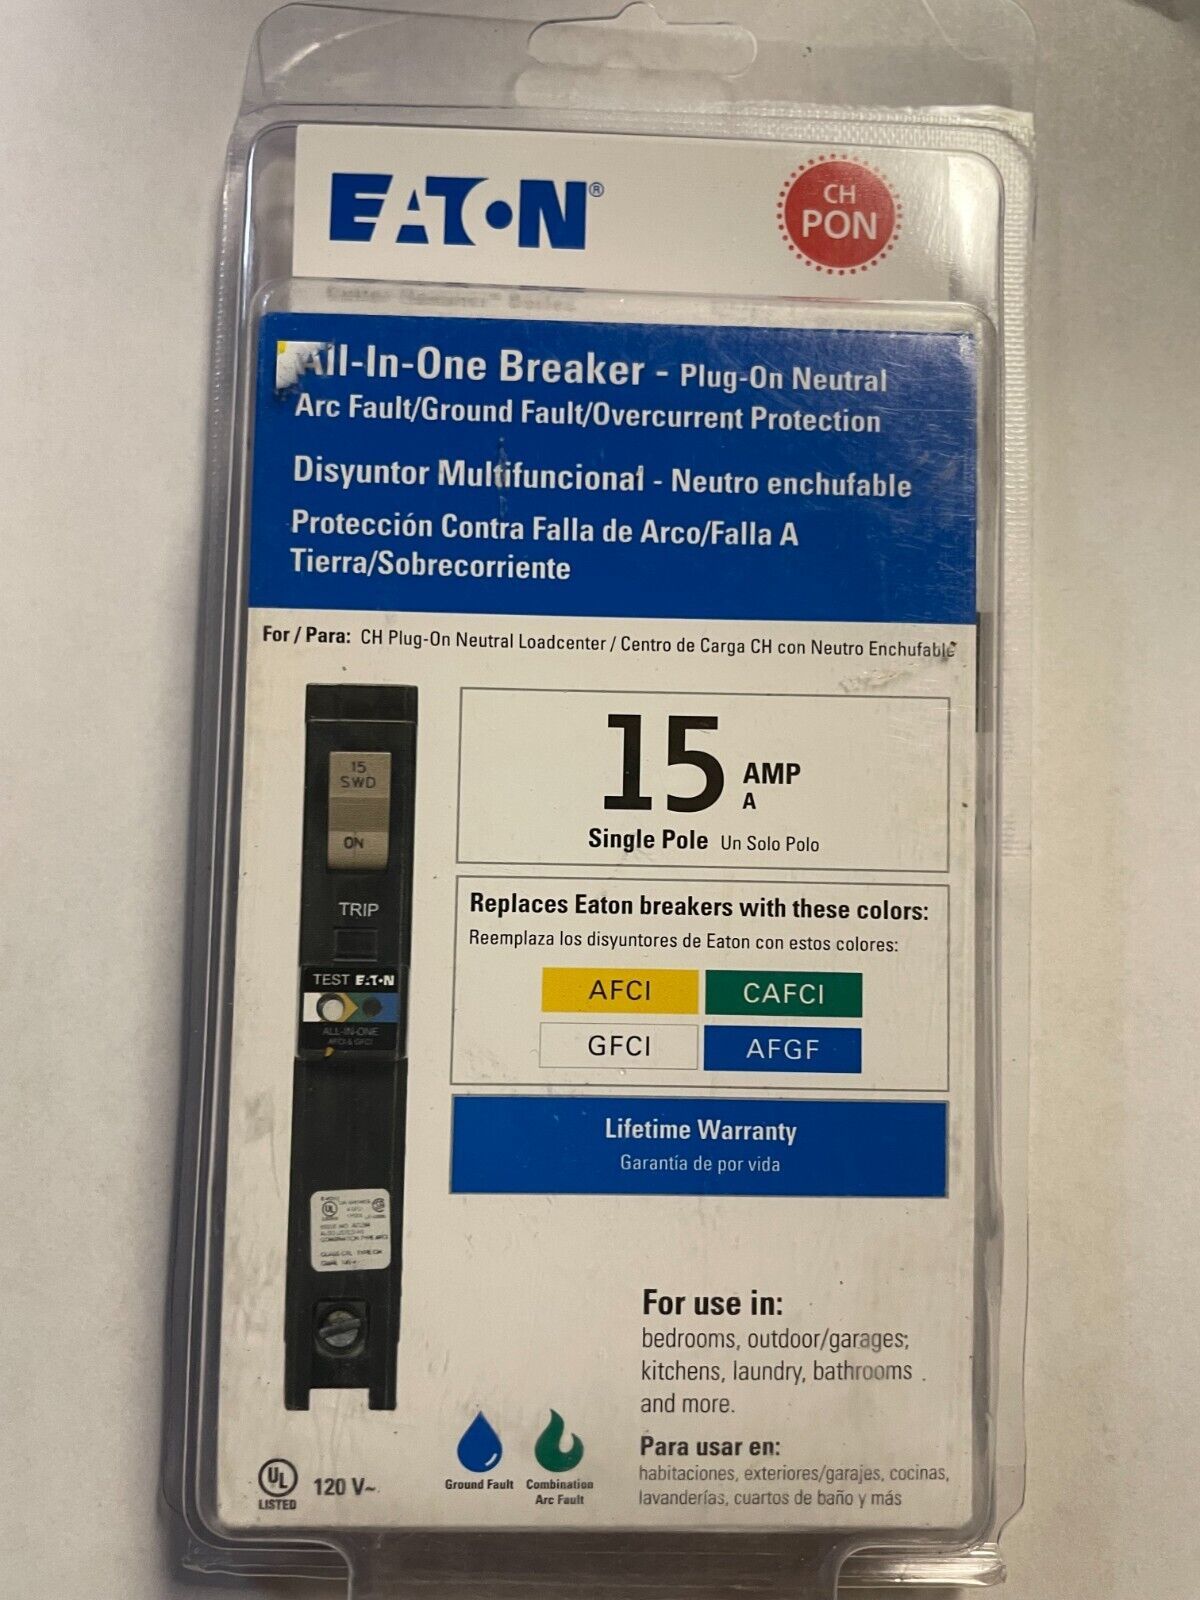 EATON®
CH
PON
All-In-One Breaker - Plug-On Neutral
Arc Fault/Ground Fault/Overcurrent Protection
Disyuntor Multifuncional - Neutro enchufable
Protección Contra Falla de Arco/Falla A
Tierra/Sobrecorriente
For / Para: CH Plug-On Neutral Loadcenter / Centro de Carga CH con Neutro Enchufable
15
SWD
ON
TRIP
TEST EATON
ALL-IN-ONE
AFCI & GFCI
15 AMP
A
Single Pole Un Solo Polo
Replaces Eaton breakers with these colors:
Reemplaza los disyuntores de Eaton con estos colores:
AFCI CAFCI
GFCI AFGF
Lifetime Warranty
Garantía de por vida
For use in:
bedrooms, outdoor/garages;
kitchens, laundry, bathrooms
and more.
Para usar en:
habitaciones, exteriores/garajes, cocinas,
lavanderías, cuartos de baño y más
Ground Fault
Combination
Arc Fault
UL
LISTED
120 V~